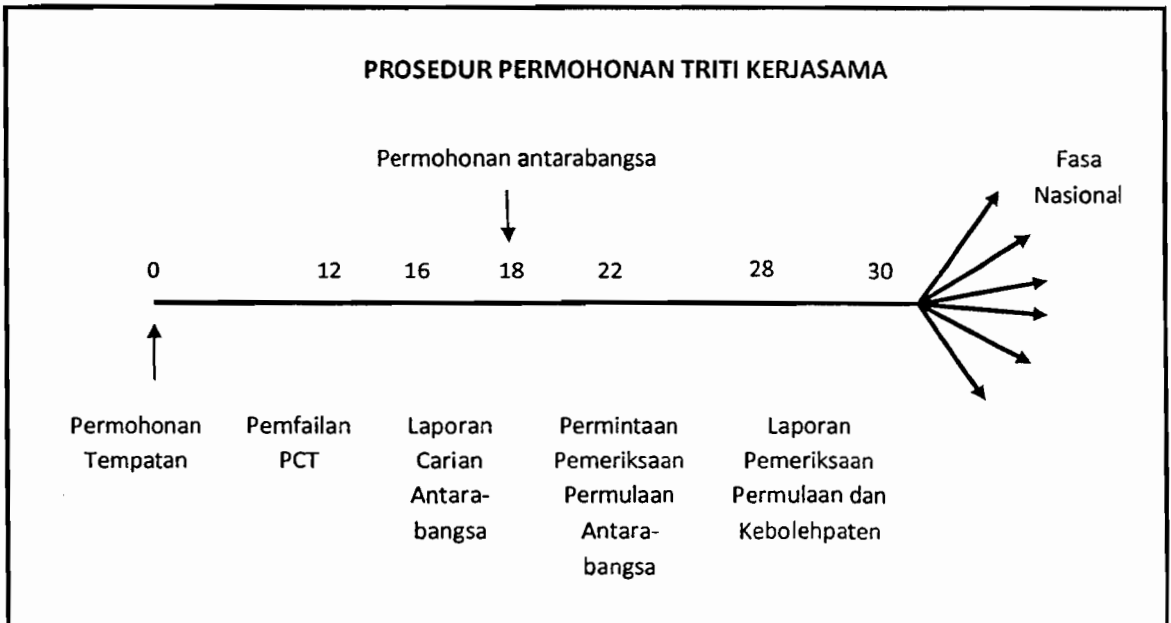 PROSEDUR PERMOHONAN TRITI KERJASAMA
Permohonan antarabangsa
Fasa
Nasional
0 12 16 18 22 28 30
Permohonan
Tempatan
Pemfailan
PCT
Laporan
Carian
Antara-
bangsa
Permintaan
Pemeriksaan
Permulaan
Antara-
bangsa
Laporan
Pemeriksaan
Permulaan dan
Kebolehpaten